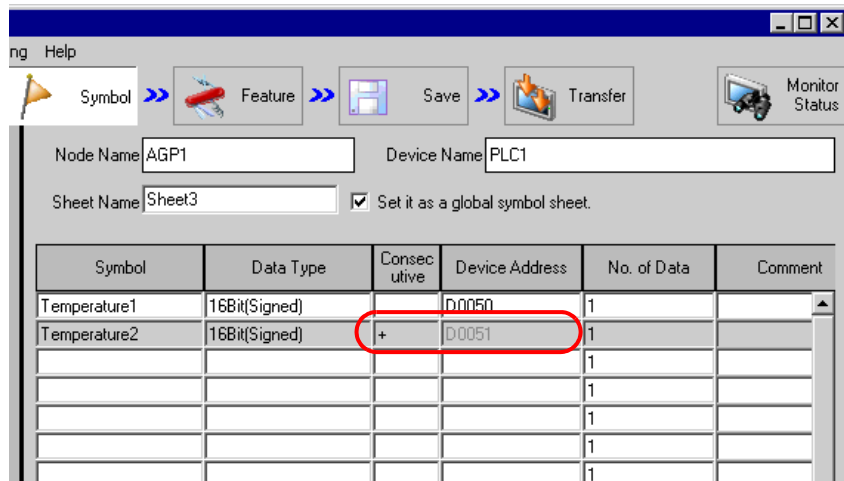 ng Help
Symbol Feature Save Transfer Monitor Status
Node Name AGP1 Device Name PLC1
Sheet Name Sheet3 Set it as a global symbol sheet.
Symbol Data Type Consecutive Device Address No. of Data Comment
Temperature1 16Bit(Signed) D0050 1
Temperature2 16Bit(Signed) + D0051 1
1
1
1
1
1